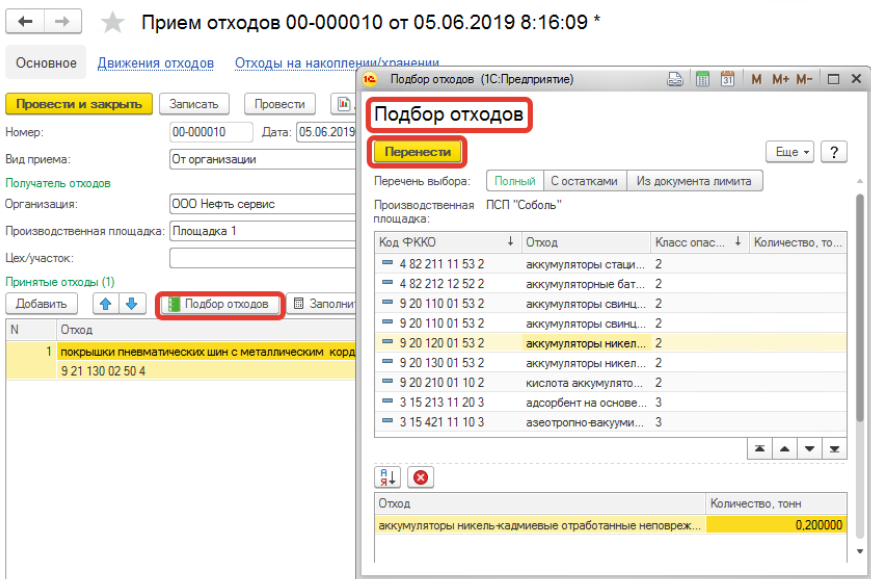 Прием отходов 00-000010 от 05.06.2019 8:16:09 *
Основное Движения отходов Отходы на накоплении/хранении
Провести и закрыть Записать Провести
Номер: 00-000010 Дата: 05.06.2019
Вид приема: От организации
Получатель отходов
Организация: ООО Нефть сервис
Производственная площадка: Площадка 1
Цех/участок:
Принятые отходы (1)
Добавить Подбор отходов Заполнит
N Отход
1 покрышки пневматических шин с металлическим корд
9 21 130 02 50 4
Подбор отходов (1С:Предприятие) M M+ M-
Подбор отходов
Перенести Еще ?
Перечень выбора: Полный С остатками Из документа лимита
Производственная площадка: ПСП "Соболь"
Код ФККО ↓ Отход Класс опас... ↓ Количество, то...
4 82 211 11 53 2 аккумуляторы стаци... 2
4 82 212 12 52 2 аккумуляторные бат... 2
9 20 110 01 53 2 аккумуляторы свинц... 2
9 20 110 01 53 2 аккумуляторы свинц... 2
9 20 120 01 53 2 аккумуляторы никел... 2
9 20 130 01 53 2 аккумуляторы никел... 2
9 20 210 01 10 2 кислота аккумулято... 2
3 15 213 11 20 3 адсорбент на основе... 3
3 15 421 11 10 3 азеотропно-вакууми... 3
Отход Количество, тонн
аккумуляторы никель-кадмиевые отработанные неповреж... 0,200000